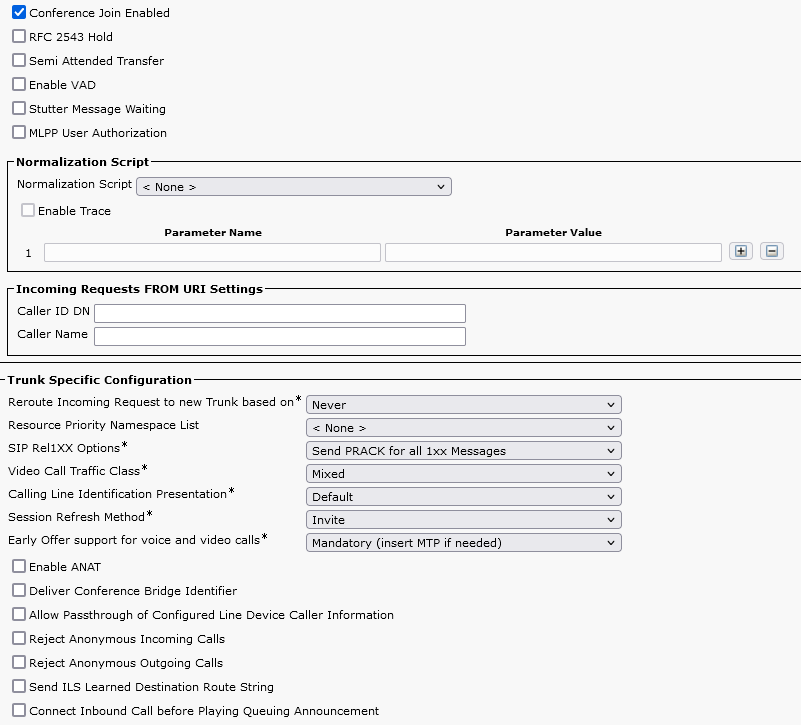 Conference Join Enabled
RFC 2543 Hold
Semi Attended Transfer
Enable VAD
Stutter Message Waiting
MLPP User Authorization
Normalization Script
Normalization Script < None >
Enable Trace
Parameter Name Parameter Value
1
Incoming Requests FROM URI Settings
Caller ID DN
Caller Name
Trunk Specific Configuration
Reroute Incoming Request to new Trunk based on* Never
Resource Priority Namespace List < None >
SIP Rel1XX Options* Send PRACK for all 1xx Messages
Video Call Traffic Class* Mixed
Calling Line Identification Presentation* Default
Session Refresh Method* Invite
Early Offer support for voice and video calls* Mandatory (insert MTP if needed)
Enable ANAT
Deliver Conference Bridge Identifier
Allow Passthrough of Configured Line Device Caller Information
Reject Anonymous Incoming Calls
Reject Anonymous Outgoing Calls
Send ILS Learned Destination Route String
Connect Inbound Call before Playing Queuing Announcement